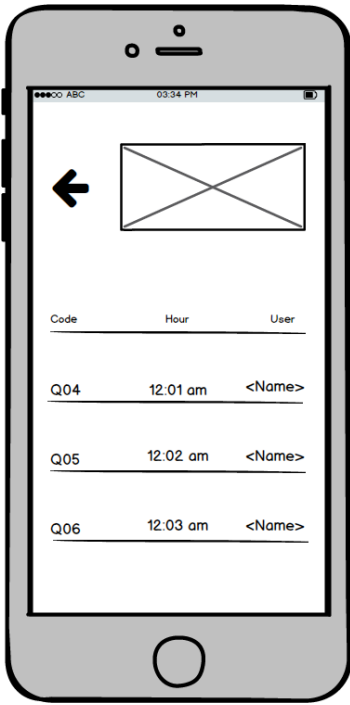 ABC 03:34 PM
Code Hour User
Q04 12:01 am <Name>
Q05 12:02 am <Name>
Q06 12:03 am <Name>